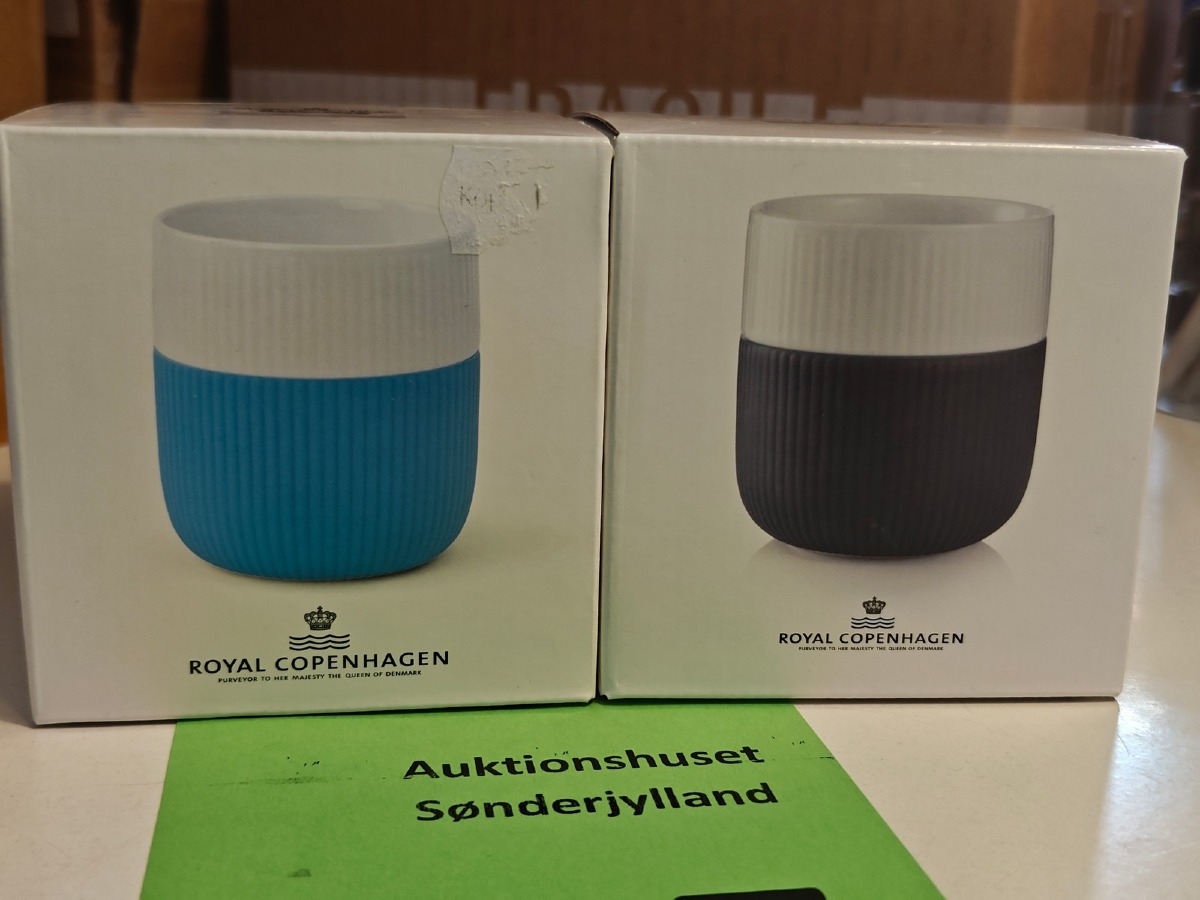 ROYAL COPENHAGEN
PURVEYOR TO HER MAJESTY THE QUEEN OF DENMARK
ROYAL COPENHAGEN
PURVEYOR TO HER MAJESTY THE QUEEN OF DENMARK
Auktionshuset
Sønderjylland